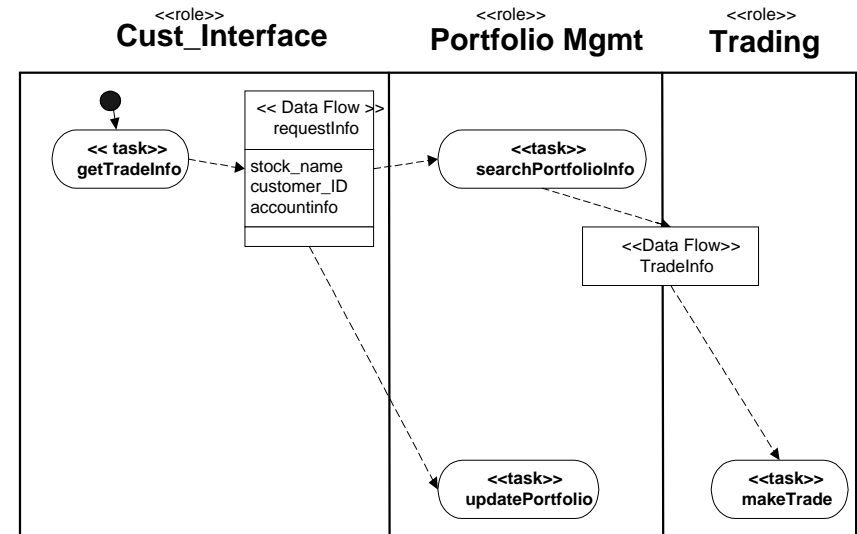 <<role>>
Cust_Interface
<<role>>
Portfolio Mgmt
<<role>>
Trading
<< task>>
getTradeInfo
<< Data Flow >>
requestInfo
stock_name
customer_ID
accountinfo
<<task>>
searchPortfolioInfo
<<Data Flow>>
TradeInfo
<<task>>
updatePortfolio
<<task>>
makeTrade